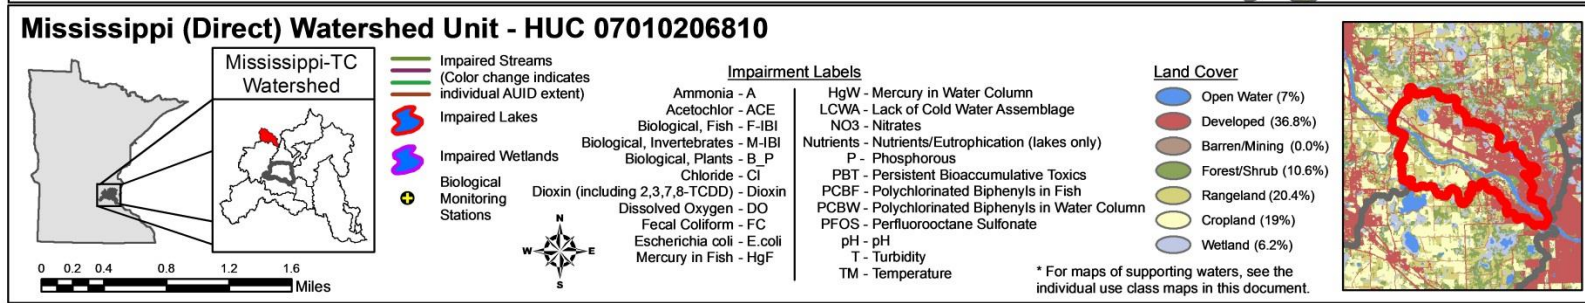 Mississippi (Direct) Watershed Unit - HUC 07010206810
Mississippi-TC
Watershed
Impaired Streams
(Color change indicates
individual AUID extent)
Impaired Lakes
Impaired Wetlands
Biological
Monitoring
Stations
N
W E
S
0 0.2 0.4 0.8 1.2 1.6
Miles
Impairment Labels
Ammonia - A
Acetochlor - ACE
Biological, Fish - F-IBI
Biological, Invertebrates - M-IBI
Biological, Plants - B_P
Chloride - Cl
Dioxin (including 2,3,7,8-TCDD) - Dioxin
Dissolved Oxygen - DO
Fecal Coliform - FC
Escherichia coli - E.coli
Mercury in Fish - HgF
HgW - Mercury in Water Column
LCWA - Lack of Cold Water Assemblage
NO3 - Nitrates
Nutrients - Nutrients/Eutrophication (lakes only)
P - Phosphorous
PBT - Persistent Bioaccumulative Toxics
PCBF - Polychlorinated Biphenyls in Fish
PCBW - Polychlorinated Biphenyls in Water Column
PFOS - Perfluorooctane Sulfonate
pH - pH
T - Turbidity
TM - Temperature
Land Cover
Open Water (7%)
Developed (36.8%)
Barren/Mining (0.0%)
Forest/Shrub (10.6%)
Rangeland (20.4%)
Cropland (19%)
Wetland (6.2%)
* For maps of supporting waters, see the
individual use class maps in this document.